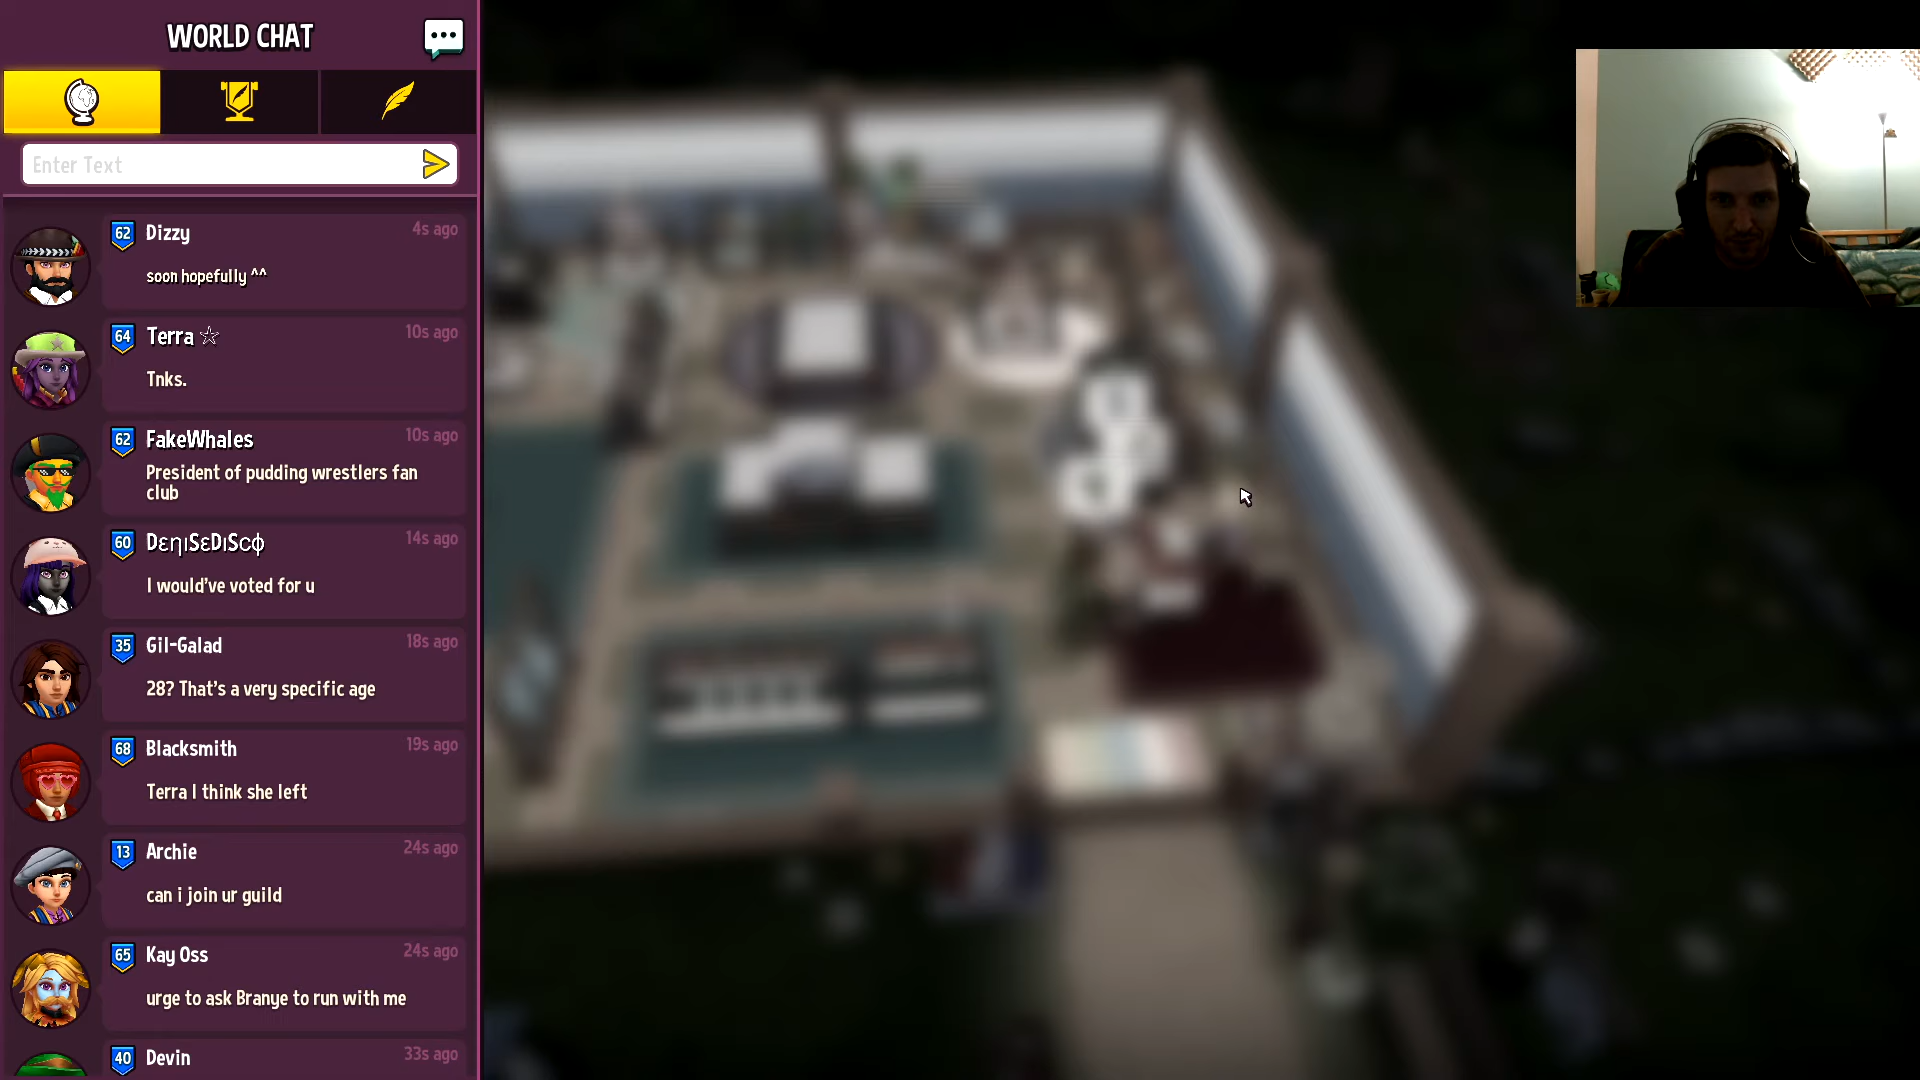 WORLD CHAT
Enter Text
62 Dizzy 4s ago
soon hopefully ^^
64 Terra ☆ 10s ago
Tnks.
62 FakeWhales 10s ago
President of pudding wrestlers fan
club
60 DεηıSεDıScϕ 14s ago
I would've voted for u
35 Gil-Galad 18s ago
28? That's a very specific age
68 Blacksmith 19s ago
Terra I think she left
13 Archie 24s ago
can i join ur guild
65 Kay Oss 24s ago
urge to ask Branye to run with me
40 Devin 33s ago